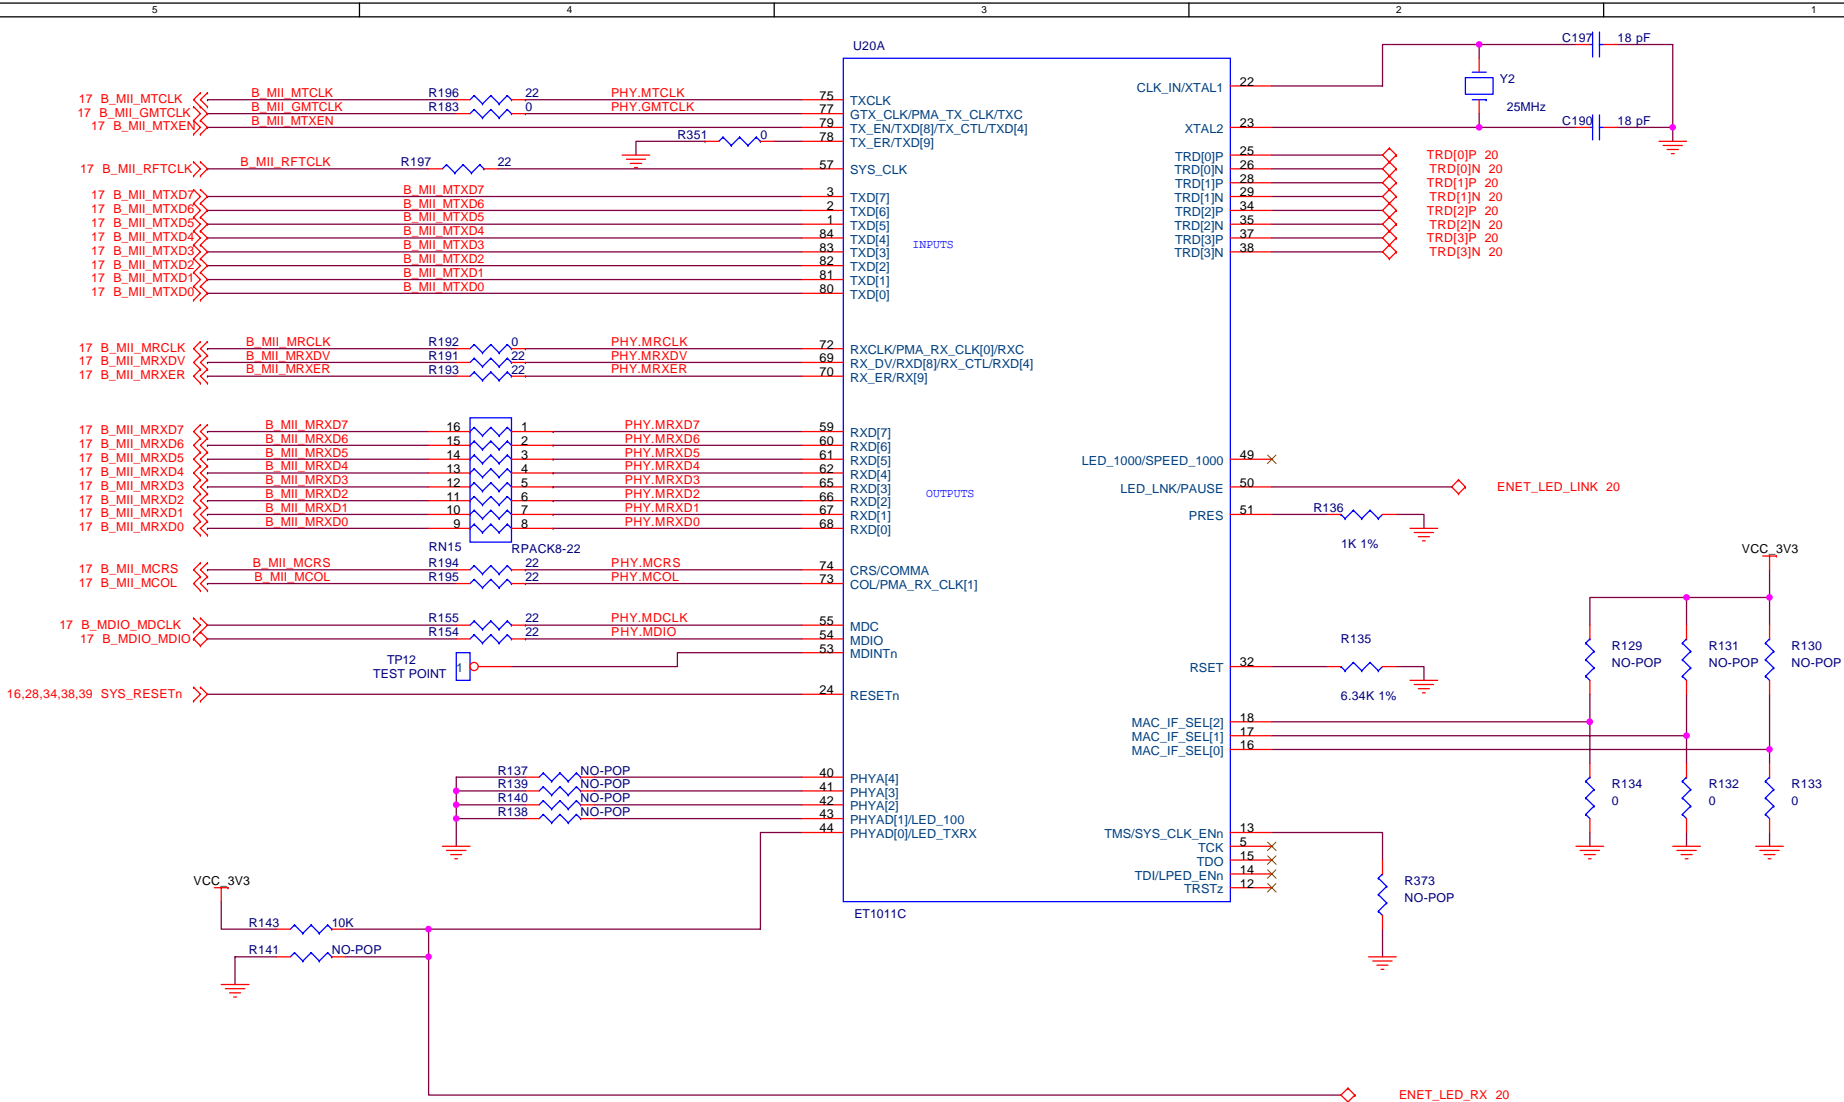 5 4 3 2 1
U20A
C197 18 pF
Y2
25MHz
C190 18 pF
17 B_MII_MTCLK B_MII_MTCLK R196 22 PHY.MTCLK 75 TXCLK
17 B_MII_GMTCLK B_MII_GMTCLK R183 0 PHY.GMTCLK 77 GTX_CLK/PMA_TX_CLK/TXC
17 B_MII_MTXEN B_MII_MTXEN 79 TX_EN/TXD[8]/TX_CTL/TXD[4]
R351 0 78 TX_ER/TXD[9]
17 B_MII_RFTCLK B_MII_RFTCLK R197 22 57 SYS_CLK
17 B_MII_MTXD7 B_MII_MTXD7 3 TXD[7]
17 B_MII_MTXD6 B_MII_MTXD6 2 TXD[6]
17 B_MII_MTXD5 B_MII_MTXD5 1 TXD[5]
17 B_MII_MTXD4 B_MII_MTXD4 84 TXD[4]
17 B_MII_MTXD3 B_MII_MTXD3 83 TXD[3]
17 B_MII_MTXD2 B_MII_MTXD2 82 TXD[2]
17 B_MII_MTXD1 B_MII_MTXD1 81 TXD[1]
17 B_MII_MTXD0 B_MII_MTXD0 80 TXD[0]
INPUTS
CLK_IN/XTAL1 22
XTAL2 23
TRD[0]P 25 TRD[0]P 20
TRD[0]N 26 TRD[0]N 20
TRD[1]P 28 TRD[1]P 20
TRD[1]N 29 TRD[1]N 20
TRD[2]P 34 TRD[2]P 20
TRD[2]N 35 TRD[2]N 20
TRD[3]P 37 TRD[3]P 20
TRD[3]N 38 TRD[3]N 20
17 B_MII_MRCLK B_MII_MRCLK R192 0 PHY.MRCLK 72 RXCLK/PMA_RX_CLK[0]/RXC
17 B_MII_MRXDV B_MII_MRXDV R191 22 PHY.MRXDV 69 RX_DV/RXD[8]/RX_CTL/RXD[4]
17 B_MII_MRXER B_MII_MRXER R193 22 PHY.MRXER 70 RX_ER/RX[9]
17 B_MII_MRXD7 B_MII_MRXD7 16 1 PHY.MRXD7 59 RXD[7]
17 B_MII_MRXD6 B_MII_MRXD6 15 2 PHY.MRXD6 60 RXD[6]
17 B_MII_MRXD5 B_MII_MRXD5 14 3 PHY.MRXD5 61 RXD[5]
17 B_MII_MRXD4 B_MII_MRXD4 13 4 PHY.MRXD4 62 RXD[4]
17 B_MII_MRXD3 B_MII_MRXD3 12 5 PHY.MRXD3 65 RXD[3]
17 B_MII_MRXD2 B_MII_MRXD2 11 6 PHY.MRXD2 66 RXD[2]
17 B_MII_MRXD1 B_MII_MRXD1 10 7 PHY.MRXD1 67 RXD[1]
17 B_MII_MRXD0 B_MII_MRXD0 9 8 PHY.MRXD0 68 RXD[0]
RN15 RPACK8-22
OUTPUTS
LED_1000/SPEED_1000 49
LED_LNK/PAUSE 50 ENET_LED_LINK 20
PRES 51 R136
1K 1%
17 B_MII_MCRS B_MII_MCRS R194 22 PHY.MCRS 74 CRS/COMMA
17 B_MII_MCOL B_MII_MCOL R195 22 PHY.MCOL 73 COL/PMA_RX_CLK[1]
17 B_MDIO_MDCLK R155 22 PHY.MDCLK 55 MDC
17 B_MDIO_MDIO R154 22 PHY.MDIO 54 MDIO
53 MDINTn
TP12
TEST POINT 1
16,28,34,38,39 SYS_RESETn 24 RESETn
VCC_3V3
R129 NO-POP
R131 NO-POP
R130 NO-POP
R135
RSET 32
6.34K 1%
MAC_IF_SEL[2] 18
MAC_IF_SEL[1] 17
MAC_IF_SEL[0] 16
R134 0
R132 0
R133 0
R137 NO-POP 40 PHYA[4]
R139 NO-POP 41 PHYA[3]
R140 NO-POP 42 PHYA[2]
R138 NO-POP 43 PHYAD[1]/LED_100
44 PHYAD[0]/LED_TXRX
TMS/SYS_CLK_ENn 13
TCK 5
TDO 15
TDI/LPED_ENn 14
TRSTz 12
R373
NO-POP
ET1011C
VCC_3V3
R143 10K
R141 NO-POP
ENET_LED_RX 20